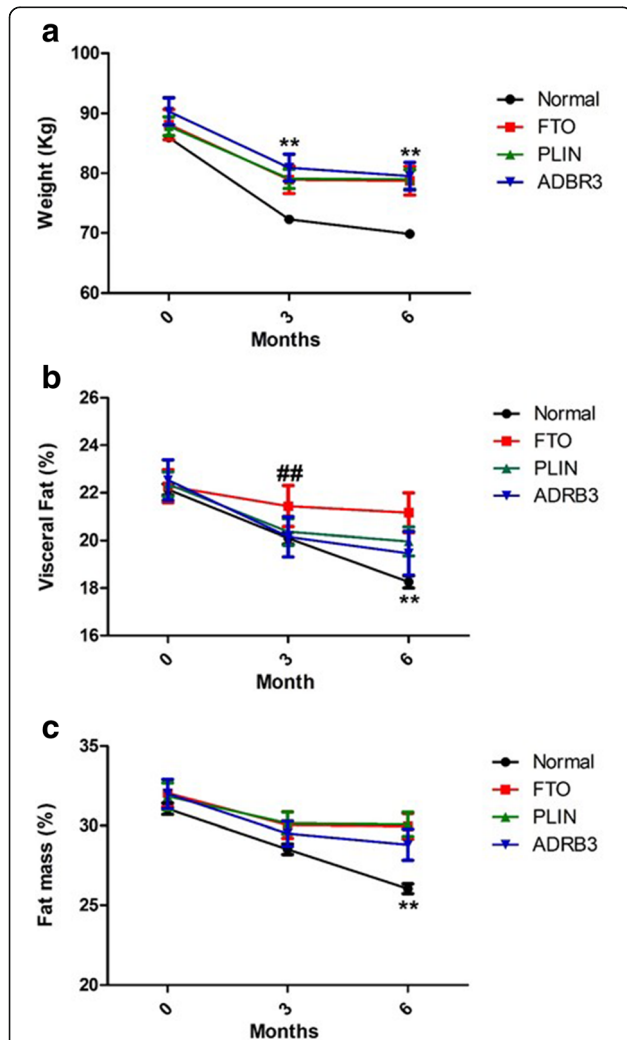 a
100
90
80
70
60
Weight (Kg)
** **
0 3 6
Months
Normal
FTO
PLIN
ADBR3
b
26
24
22
20
18
16
Visceral Fat (%)
##
**
0 3 6
Month
Normal
FTO
PLIN
ADRB3
c
35
30
25
20
Fat mass (%)
**
0 3 6
Months
Normal
FTO
PLIN
ADRB3